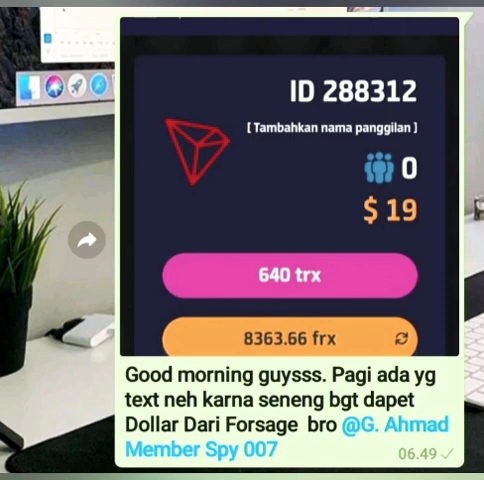 ID 288312
[ Tambahkan nama panggilan ]
0
$ 19
640 trx
8363.66 frx
Good morning guysss. Pagi ada yg
text neh karna seneng bgt dapet
Dollar Dari Forsage bro @G. Ahmad
Member Spy 007
06.49